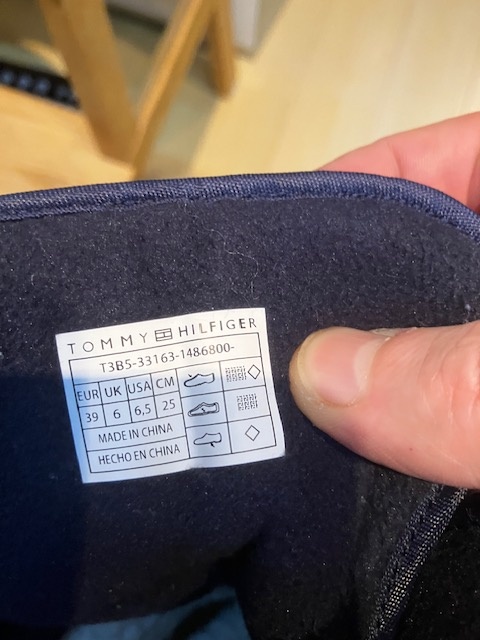 TOMMY HILFIGER
T3B5-33163-1486800-
EUR UK USA CM
39 6 6,5 25
MADE IN CHINA
HECHO EN CHINA